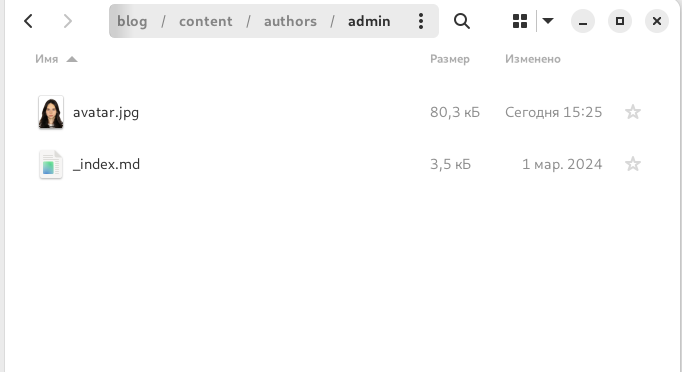 blog / content / authors / admin
Имя Размер Изменено
avatar.jpg 80,3 кБ Сегодня 15:25
_index.md 3,5 кБ 1 мар. 2024